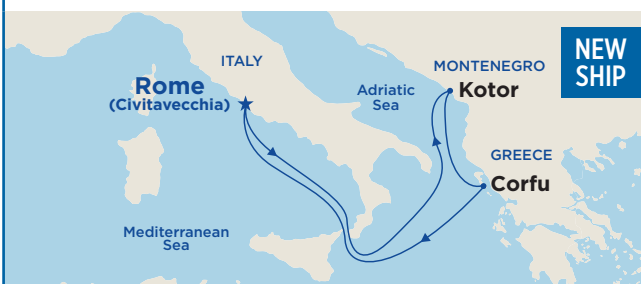 NEW
SHIP
ITALY
MONTENEGRO
Rome
(Civitavecchia)
Adriatic
Sea
Kotor
GREECE
Corfu
Mediterranean
Sea